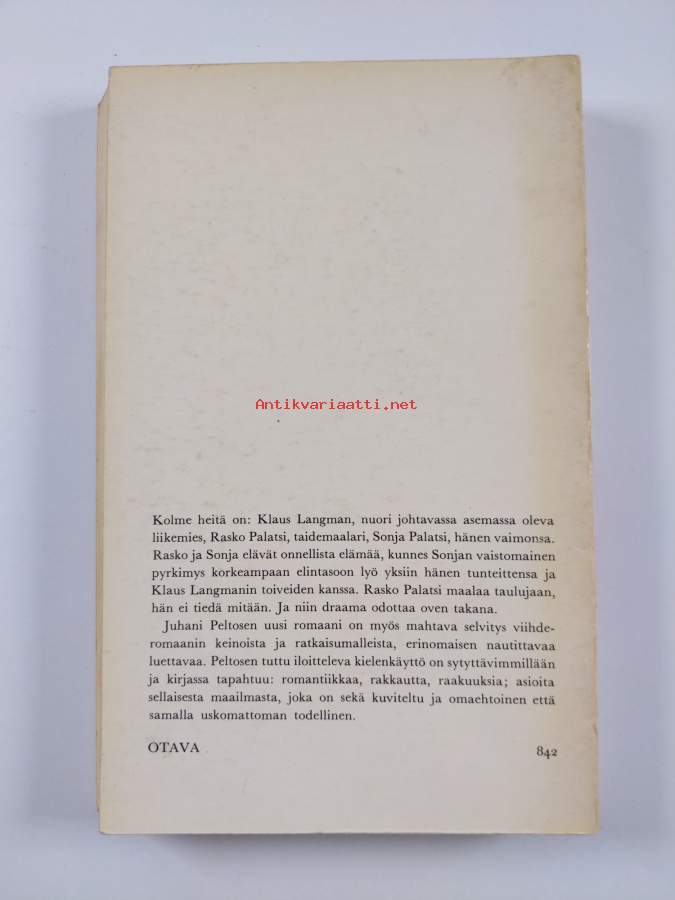 Antikvariaatti.net
Kolme heitä on: Klaus Langman, nuori johtavassa asemassa oleva
liikemies, Rasko Palatsi, taidemaalari, Sonja Palatsi, hänen vaimonsa.
Rasko ja Sonja elävät onnellista elämää, kunnes Sonjan vaistomainen
pyrkimys korkeampaan elintasoon lyö yksiin hänen tunteittensa ja
Klaus Langmanin toiveiden kanssa. Rasko Palatsi maalaa taulujaan,
hän ei tiedä mitään. Ja niin draama odottaa oven takana.
Juhani Peltosen uusi romaani on myös mahtava selvitys viihde-
romaanin keinoista ja ratkaisumalleista, erinomaisen nautittavaa
luettavaa. Peltosen tuttu iloitteleva kielenkäyttö on sytyttävimmillään
ja kirjassa tapahtuu: romantiikkaa, rakkautta, raakuuksia; asioita
sellaisesta maailmasta, joka on sekä kuviteltu ja omaehtoinen että
samalla uskomattoman todellinen.
OTAVA 842